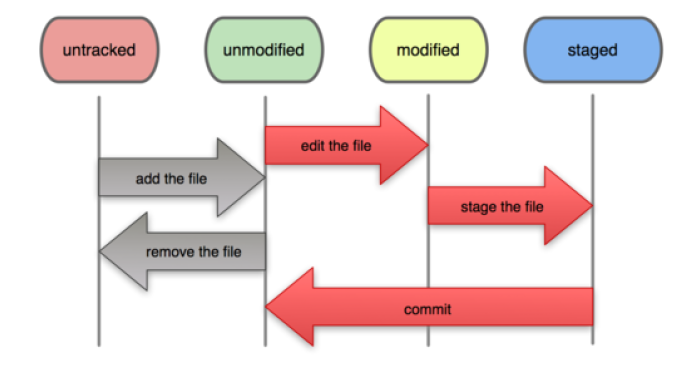 untracked
unmodified
modified
staged
edit the file
add the file
stage the file
remove the file
commit